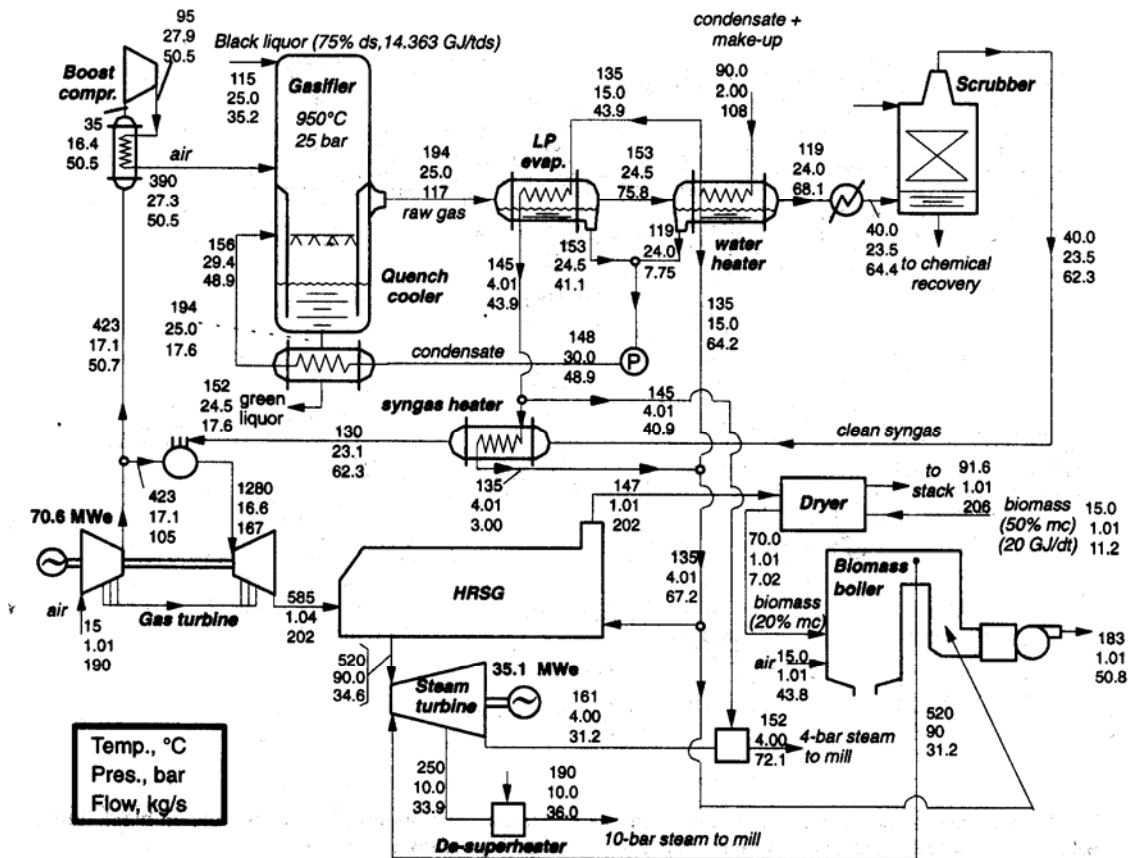 95
27.9
50.5
Boost
compr.
Black liquor (75% ds,14.363 GJ/tds)
115
25.0
35.2
Gasifier
950°C
25 bar
35
16.4
50.5
air
390
27.3
50.5
194
25.0
117
raw gas
LP
evap.
135
15.0
43.9
condensate +
make-up
90.0
2.00
108
Scrubber
153
24.5
75.8
119
24.0
68.1
40.0
23.5
64.4
to chemical
recovery
40.0
23.5
62.3
156
29.4
48.9
Quench
cooler
145
4.01
43.9
153
24.5
41.1
119
24.0
7.75
water
heater
135
15.0
64.2
194
25.0
17.6
condensate
148
30.0
48.9
P
423
17.1
50.7
152
24.5
17.6
green
liquor
syngas heater
145
4.01
40.9
clean syngas
130
23.1
62.3
135
4.01
3.00
147
1.01
202
Dryer
to
stack
91.6
1.01
206
biomass
(50% mc)
(20 GJ/dt)
15.0
1.01
11.2
423
17.1
105
1280
16.6
167
70.6 MWe
air
15
1.01
190
Gas turbine
585
1.04
202
HRSG
135
4.01
67.2
70.0
1.01
7.02
biomass
(20% mc)
Biomass
boiler
air
15.0
1.01
43.8
183
1.01
50.8
520
90.0
34.6
Steam
turbine
35.1 MWe
161
4.00
31.2
152
4.00
72.1
4-bar steam
to mill
520
90
31.2
250
10.0
33.9
190
10.0
36.0
De-superheater
10-bar steam to mill
Temp., °C
Pres., bar
Flow, kg/s